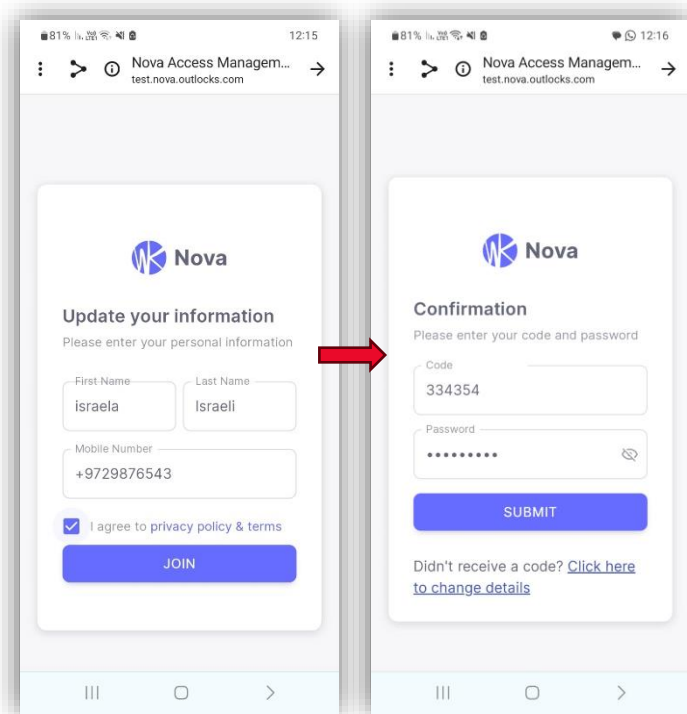 81% 12:15
Nova Access Managem...
test.nova.outlocks.com
Nova
Update your information
Please enter your personal information
First Name
israela
Last Name
Israeli
Mobile Number
+9729876543
I agree to privacy policy & terms
JOIN
81% 12:16
Nova Access Managem...
test.nova.outlocks.com
Nova
Confirmation
Please enter your code and password
Code
334354
Password
•••••••••
SUBMIT
Didn't receive a code? Click here
to change details